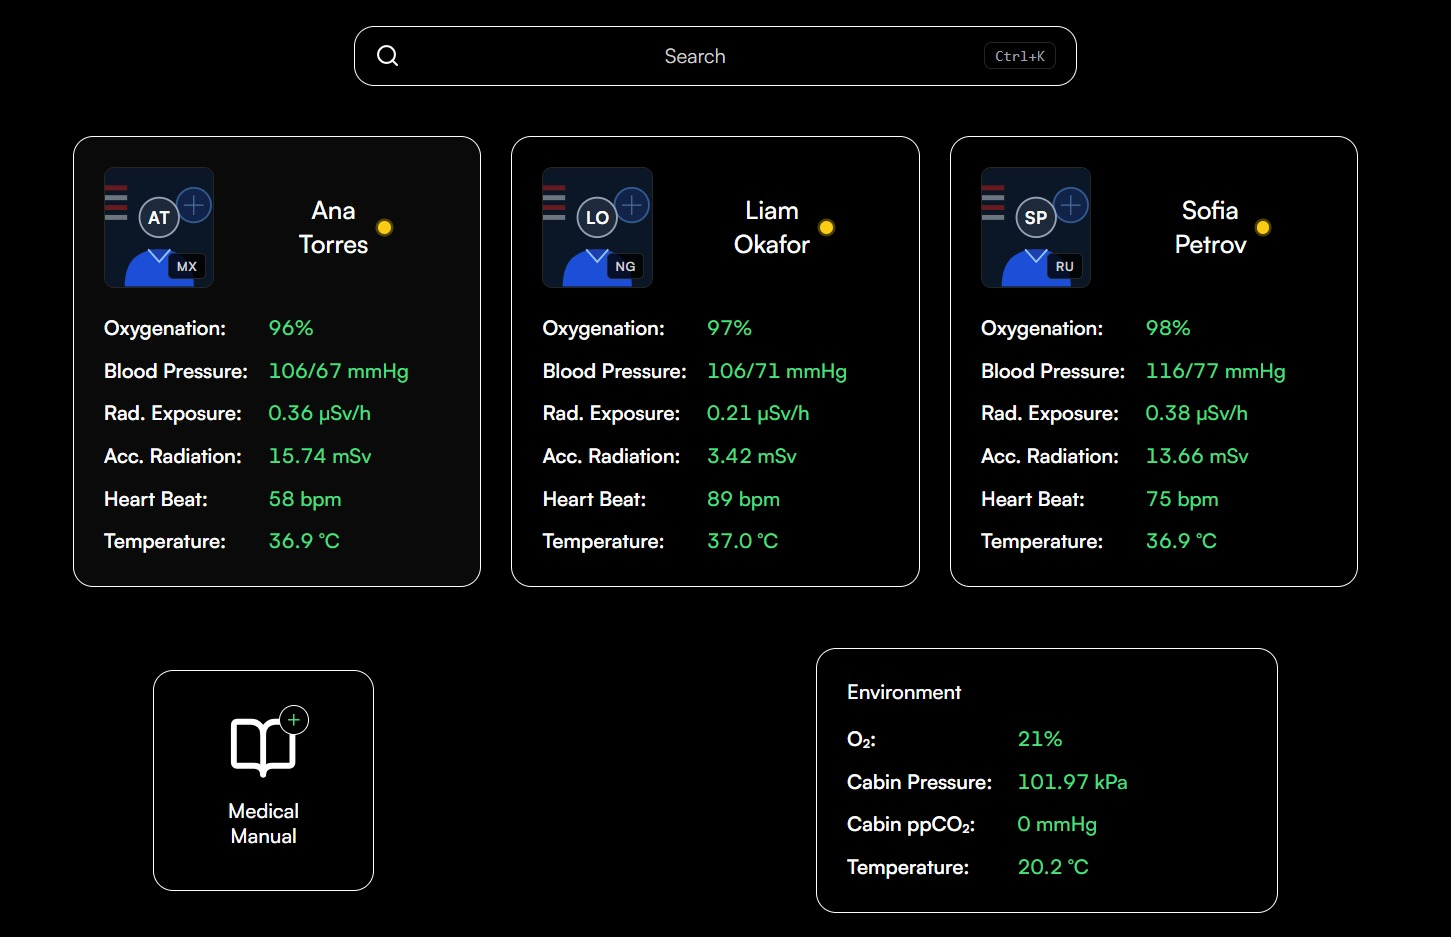 Search
Ctrl+K
AT
MX
Ana
Torres
Oxygenation: 96%
Blood Pressure: 106/67 mmHg
Rad. Exposure: 0.36 µSv/h
Acc. Radiation: 15.74 mSv
Heart Beat: 58 bpm
Temperature: 36.9 °C
LO
NG
Liam
Okafor
Oxygenation: 97%
Blood Pressure: 106/71 mmHg
Rad. Exposure: 0.21 µSv/h
Acc. Radiation: 3.42 mSv
Heart Beat: 89 bpm
Temperature: 37.0 °C
SP
RU
Sofia
Petrov
Oxygenation: 98%
Blood Pressure: 116/77 mmHg
Rad. Exposure: 0.38 µSv/h
Acc. Radiation: 13.66 mSv
Heart Beat: 75 bpm
Temperature: 36.9 °C
Medical
Manual
Environment
O₂: 21%
Cabin Pressure: 101.97 kPa
Cabin ppCO₂: 0 mmHg
Temperature: 20.2 °C